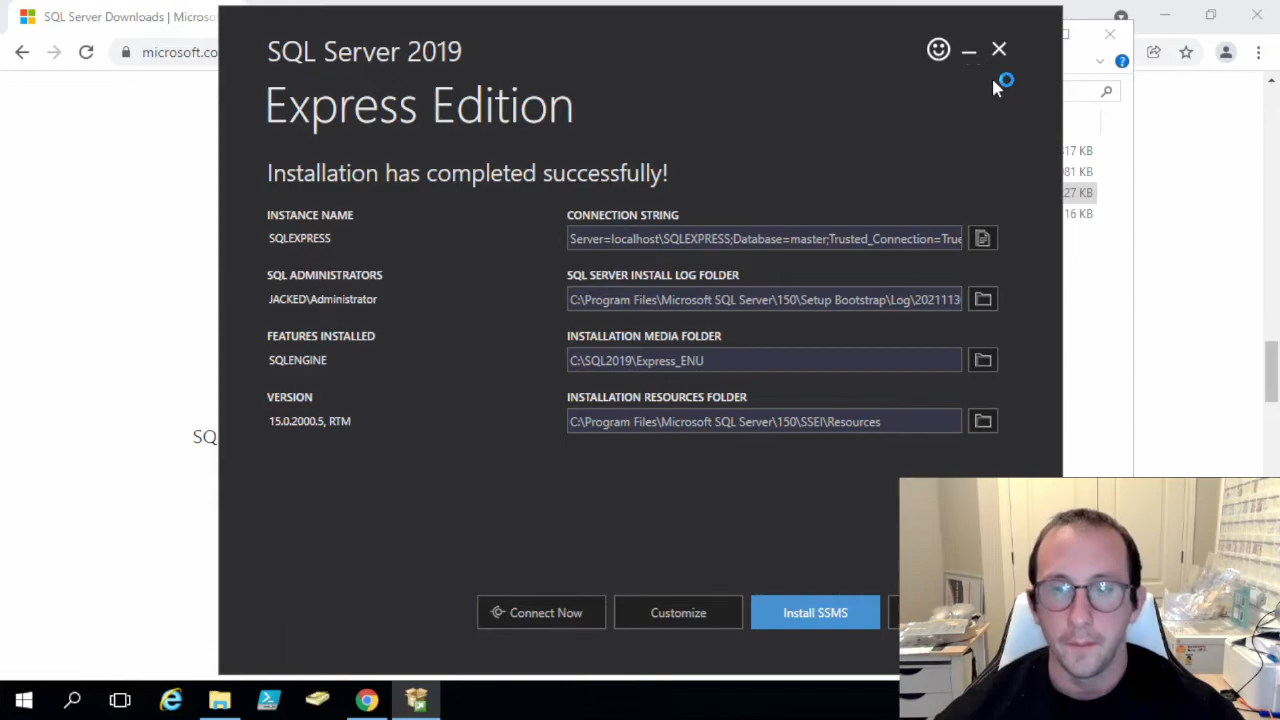 SQL Server Downloads | Microso
microsoft.co
SQL Server 2019
Express Edition
Installation has completed successfully!
INSTANCE NAME
SQLEXPRESS
CONNECTION STRING
Server=localhost\SQLEXPRESS;Database=master;Trusted_Connection=True
SQL ADMINISTRATORS
JACKED\Administrator
SQL SERVER INSTALL LOG FOLDER
C:\Program Files\Microsoft SQL Server\150\Setup Bootstrap\Log\2021113
FEATURES INSTALLED
SQLENGINE
INSTALLATION MEDIA FOLDER
C:\SQL2019\Express_ENU
VERSION
15.0.2000.5, RTM
INSTALLATION RESOURCES FOLDER
C:\Program Files\Microsoft SQL Server\150\SSEI\Resources
Connect Now
Customize
Install SSMS
SQ
17 KB
81 KB
27 KB
16 KB